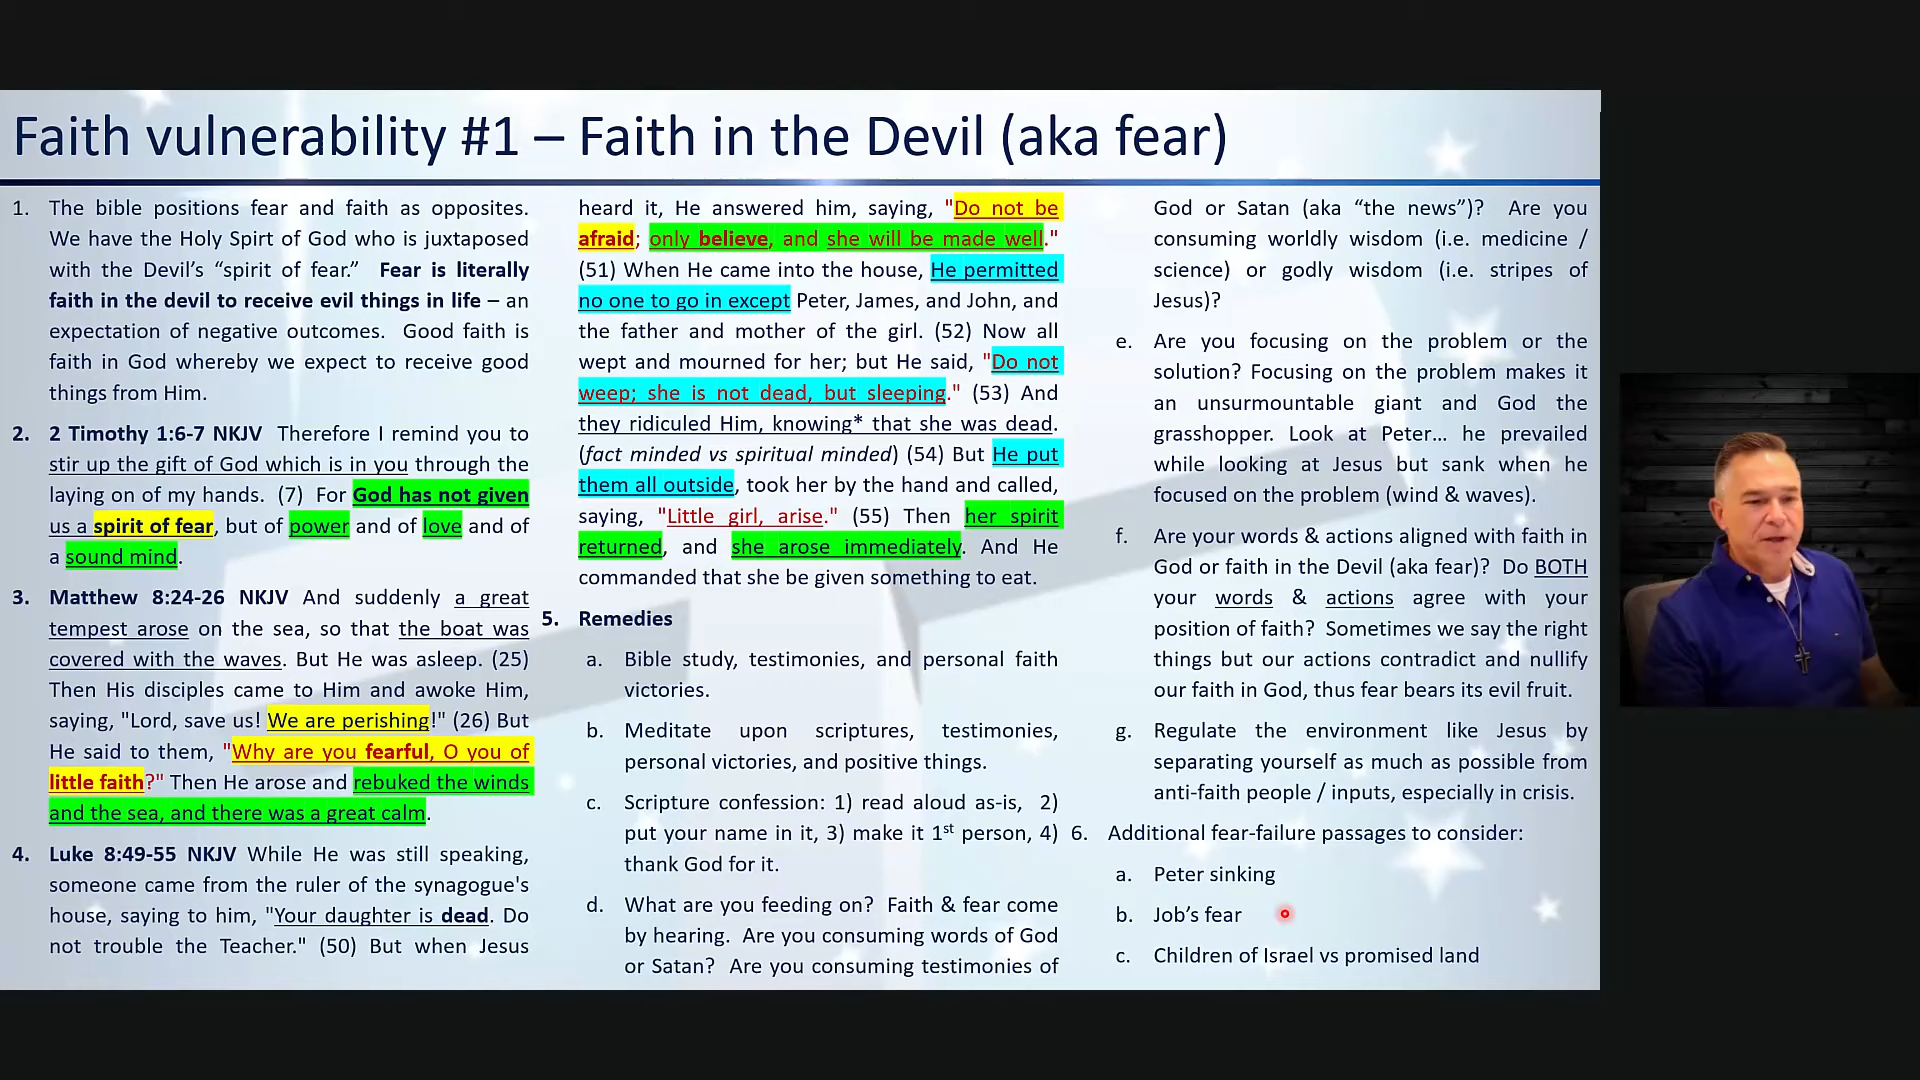 Faith vulnerability #1 – Faith in the Devil (aka fear)
1. The bible positions fear and faith as opposites.
We have the Holy Spirt of God who is juxtaposed
with the Devil's “spirit of fear.” Fear is literally
faith in the devil to receive evil things in life – an
expectation of negative outcomes. Good faith is
faith in God whereby we expect to receive good
things from Him.
2. 2 Timothy 1:6-7 NKJV Therefore I remind you to
stir up the gift of God which is in you through the
laying on of my hands. (7) For God has not given
us a spirit of fear, but of power and of love and of
a sound mind.
3. Matthew 8:24-26 NKJV And suddenly a great
tempest arose on the sea, so that the boat was
covered with the waves. But He was asleep. (25)
Then His disciples came to Him and awoke Him,
saying, "Lord, save us! We are perishing!" (26) But
He said to them, "Why are you fearful, O you of
little faith?" Then He arose and rebuked the winds
and the sea, and there was a great calm.
4. Luke 8:49-55 NKJV While He was still speaking,
someone came from the ruler of the synagogue's
house, saying to him, "Your daughter is dead. Do
not trouble the Teacher." (50) But when Jesus
heard it, He answered him, saying, "Do not be
afraid; only believe, and she will be made well."
(51) When He came into the house, He permitted
no one to go in except Peter, James, and John, and
the father and mother of the girl. (52) Now all
wept and mourned for her; but He said, "Do not
weep; she is not dead, but sleeping." (53) And
they ridiculed Him, knowing* that she was dead.
(fact minded vs spiritual minded) (54) But He put
them all outside, took her by the hand and called,
saying, "Little girl, arise." (55) Then her spirit
returned, and she arose immediately. And He
commanded that she be given something to eat.
5. Remedies
a. Bible study, testimonies, and personal faith
victories.
b. Meditate upon scriptures, testimonies,
personal victories, and positive things.
c. Scripture confession: 1) read aloud as-is, 2)
put your name in it, 3) make it 1st person, 4)
thank God for it.
d. What are you feeding on? Faith & fear come
by hearing. Are you consuming words of God
or Satan? Are you consuming testimonies of
God or Satan (aka “the news”)? Are you
consuming worldly wisdom (i.e. medicine /
science) or godly wisdom (i.e. stripes of
Jesus)?
e. Are you focusing on the problem or the
solution? Focusing on the problem makes it
an unsurmountable giant and God the
grasshopper. Look at Peter… he prevailed
while looking at Jesus but sank when he
focused on the problem (wind & waves).
f. Are your words & actions aligned with faith in
God or faith in the Devil (aka fear)? Do BOTH
your words & actions agree with your
position of faith? Sometimes we say the right
things but our actions contradict and nullify
our faith in God, thus fear bears its evil fruit.
g. Regulate the environment like Jesus by
separating yourself as much as possible from
anti-faith people / inputs, especially in crisis.
6. Additional fear-failure passages to consider:
a. Peter sinking
b. Job's fear
c. Children of Israel vs promised land